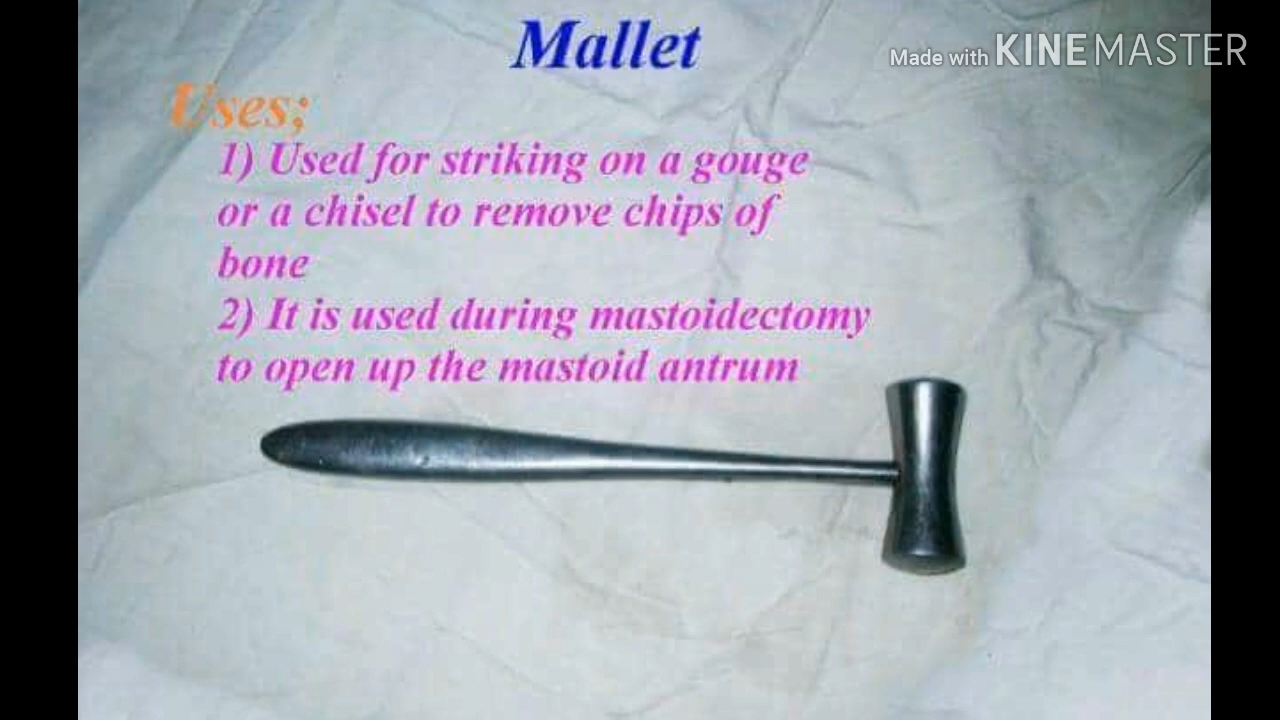 Mallet
Made with KINEMASTER
Uses;
1) Used for striking on a gouge
or a chisel to remove chips of
bone
2) It is used during mastoidectomy
to open up the mastoid antrum